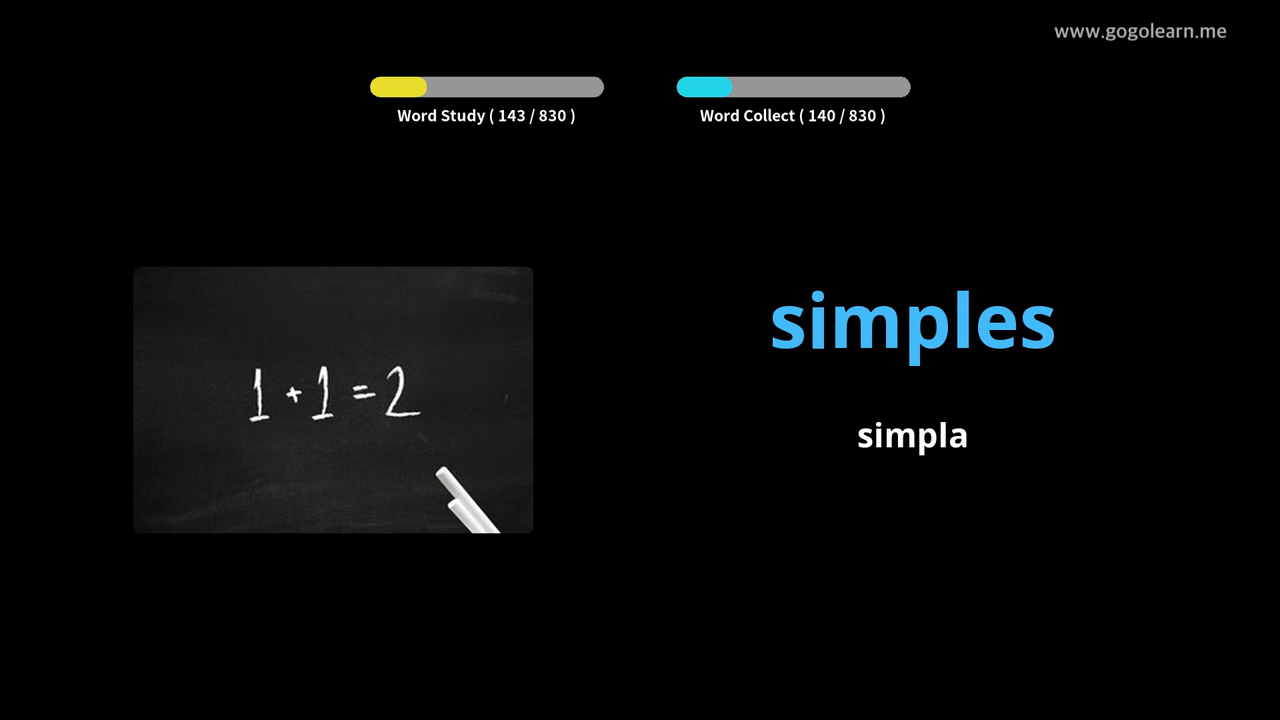 www.gogolearn.me
Word Study ( 143 / 830 )
Word Collect ( 140 / 830 )
1 + 1 = 2
simples
simpla